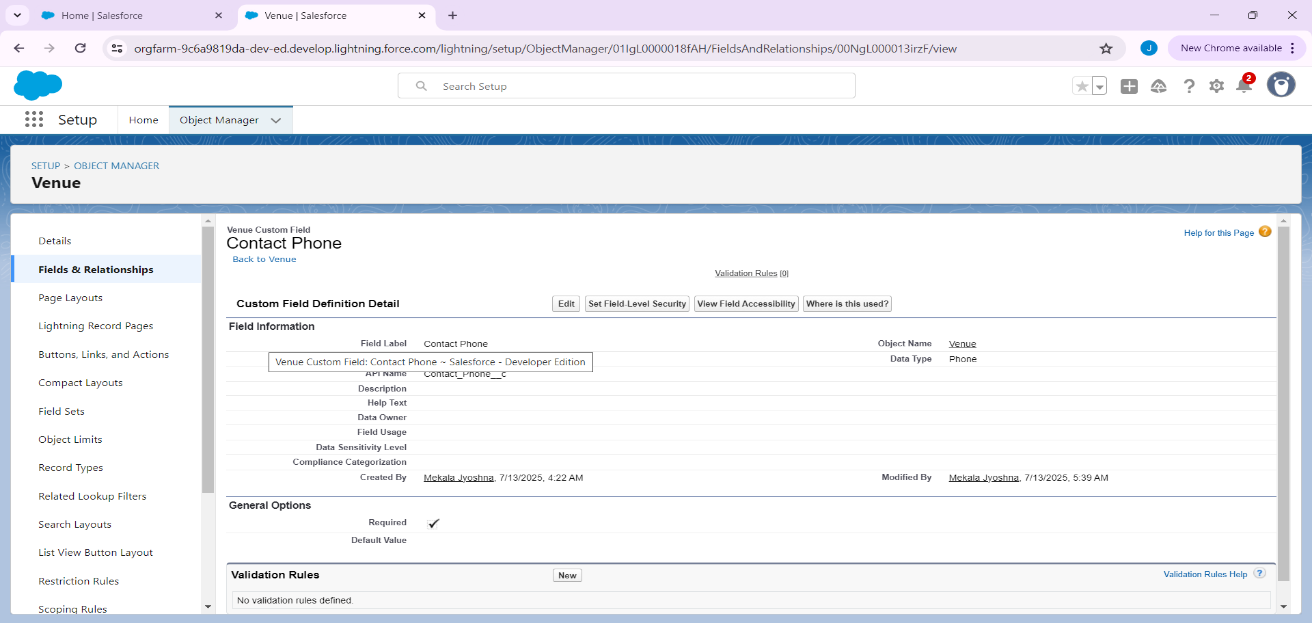 Home | Salesforce
Venue | Salesforce
orgfarm-9c6a9819da-dev-ed.develop.lightning.force.com/lightning/setup/ObjectManager/01IgL0000018fAH/FieldsAndRelationships/00NgL000013irzF/view
J
New Chrome available
Search Setup
2
Setup
Home
Object Manager
SETUP > OBJECT MANAGER
Venue
Details
Fields & Relationships
Page Layouts
Lightning Record Pages
Buttons, Links, and Actions
Compact Layouts
Field Sets
Object Limits
Record Types
Related Lookup Filters
Search Layouts
List View Button Layout
Restriction Rules
Scoping Rules
Venue Custom Field
Contact Phone
Back to Venue
Help for this Page ?
Validation Rules [0]
Custom Field Definition Detail
Edit Set Field-Level Security View Field Accessibility Where is this used?
Field Information
Field Label Contact Phone Object Name Venue
Venue Custom Field: Contact Phone ~ Salesforce - Developer Edition
Data Type Phone
API Name Contact_Phone__c
Description
Help Text
Data Owner
Field Usage
Data Sensitivity Level
Compliance Categorization
Created By Mekala Jyoshna, 7/13/2025, 4:22 AM Modified By Mekala Jyoshna, 7/13/2025, 5:39 AM
General Options
Required ✓
Default Value
Validation Rules New Validation Rules Help ?
No validation rules defined.